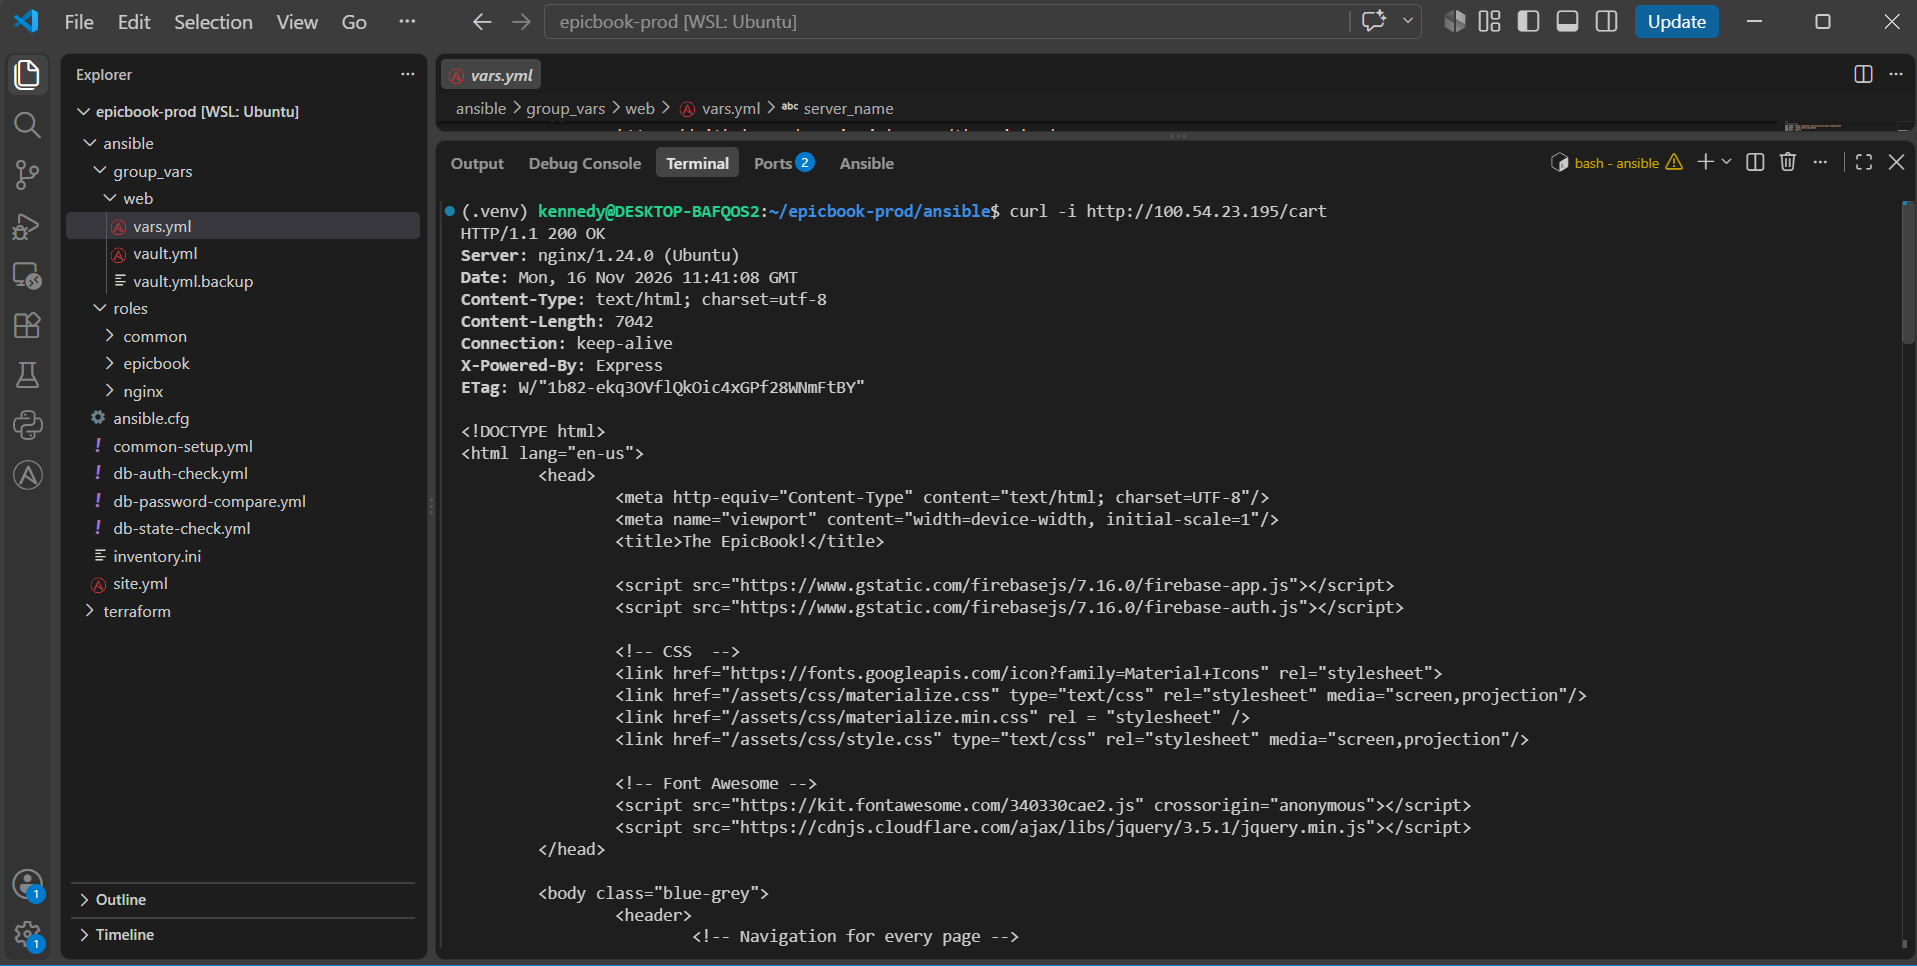 File Edit Selection View Go ···
epicbook-prod [WSL: Ubuntu]
Update
Explorer
epicbook-prod [WSL: Ubuntu]
ansible
group_vars
web
vars.yml
vault.yml
vault.yml.backup
roles
common
epicbook
nginx
ansible.cfg
! common-setup.yml
! db-auth-check.yml
! db-password-compare.yml
! db-state-check.yml
inventory.ini
site.yml
terraform
Outline
Timeline
1
1
vars.yml
ansible > group_vars > web > vars.yml > abc server_name
Output Debug Console Terminal Ports 2 Ansible
bash - ansible
(.venv) kennedy@DESKTOP-BAFQOS2:~/epicbook-prod/ansible$ curl -i http://100.54.23.195/cart
HTTP/1.1 200 OK
Server: nginx/1.24.0 (Ubuntu)
Date: Mon, 16 Nov 2026 11:41:08 GMT
Content-Type: text/html; charset=utf-8
Content-Length: 7042
Connection: keep-alive
X-Powered-By: Express
ETag: W/"1b82-ekq3OVflQkOic4xGPf28WNmFtBY"
<!DOCTYPE html>
<html lang="en-us">
<head>
<meta http-equiv="Content-Type" content="text/html; charset=UTF-8"/>
<meta name="viewport" content="width=device-width, initial-scale=1"/>
<title>The EpicBook!</title>
<script src="https://www.gstatic.com/firebasejs/7.16.0/firebase-app.js"></script>
<script src="https://www.gstatic.com/firebasejs/7.16.0/firebase-auth.js"></script>
<!-- CSS  -->
<link href="https://fonts.googleapis.com/icon?family=Material+Icons" rel="stylesheet">
<link href="/assets/css/materialize.css" type="text/css" rel="stylesheet" media="screen,projection"/>
<link href="/assets/css/materialize.min.css" rel = "stylesheet" />
<link href="/assets/css/style.css" type="text/css" rel="stylesheet" media="screen,projection"/>
<!-- Font Awesome -->
<script src="https://kit.fontawesome.com/340330cae2.js" crossorigin="anonymous"></script>
<script src="https://cdnjs.cloudflare.com/ajax/libs/jquery/3.5.1/jquery.min.js"></script>
</head>
<body class="blue-grey">
<header>
<!-- Navigation for every page -->